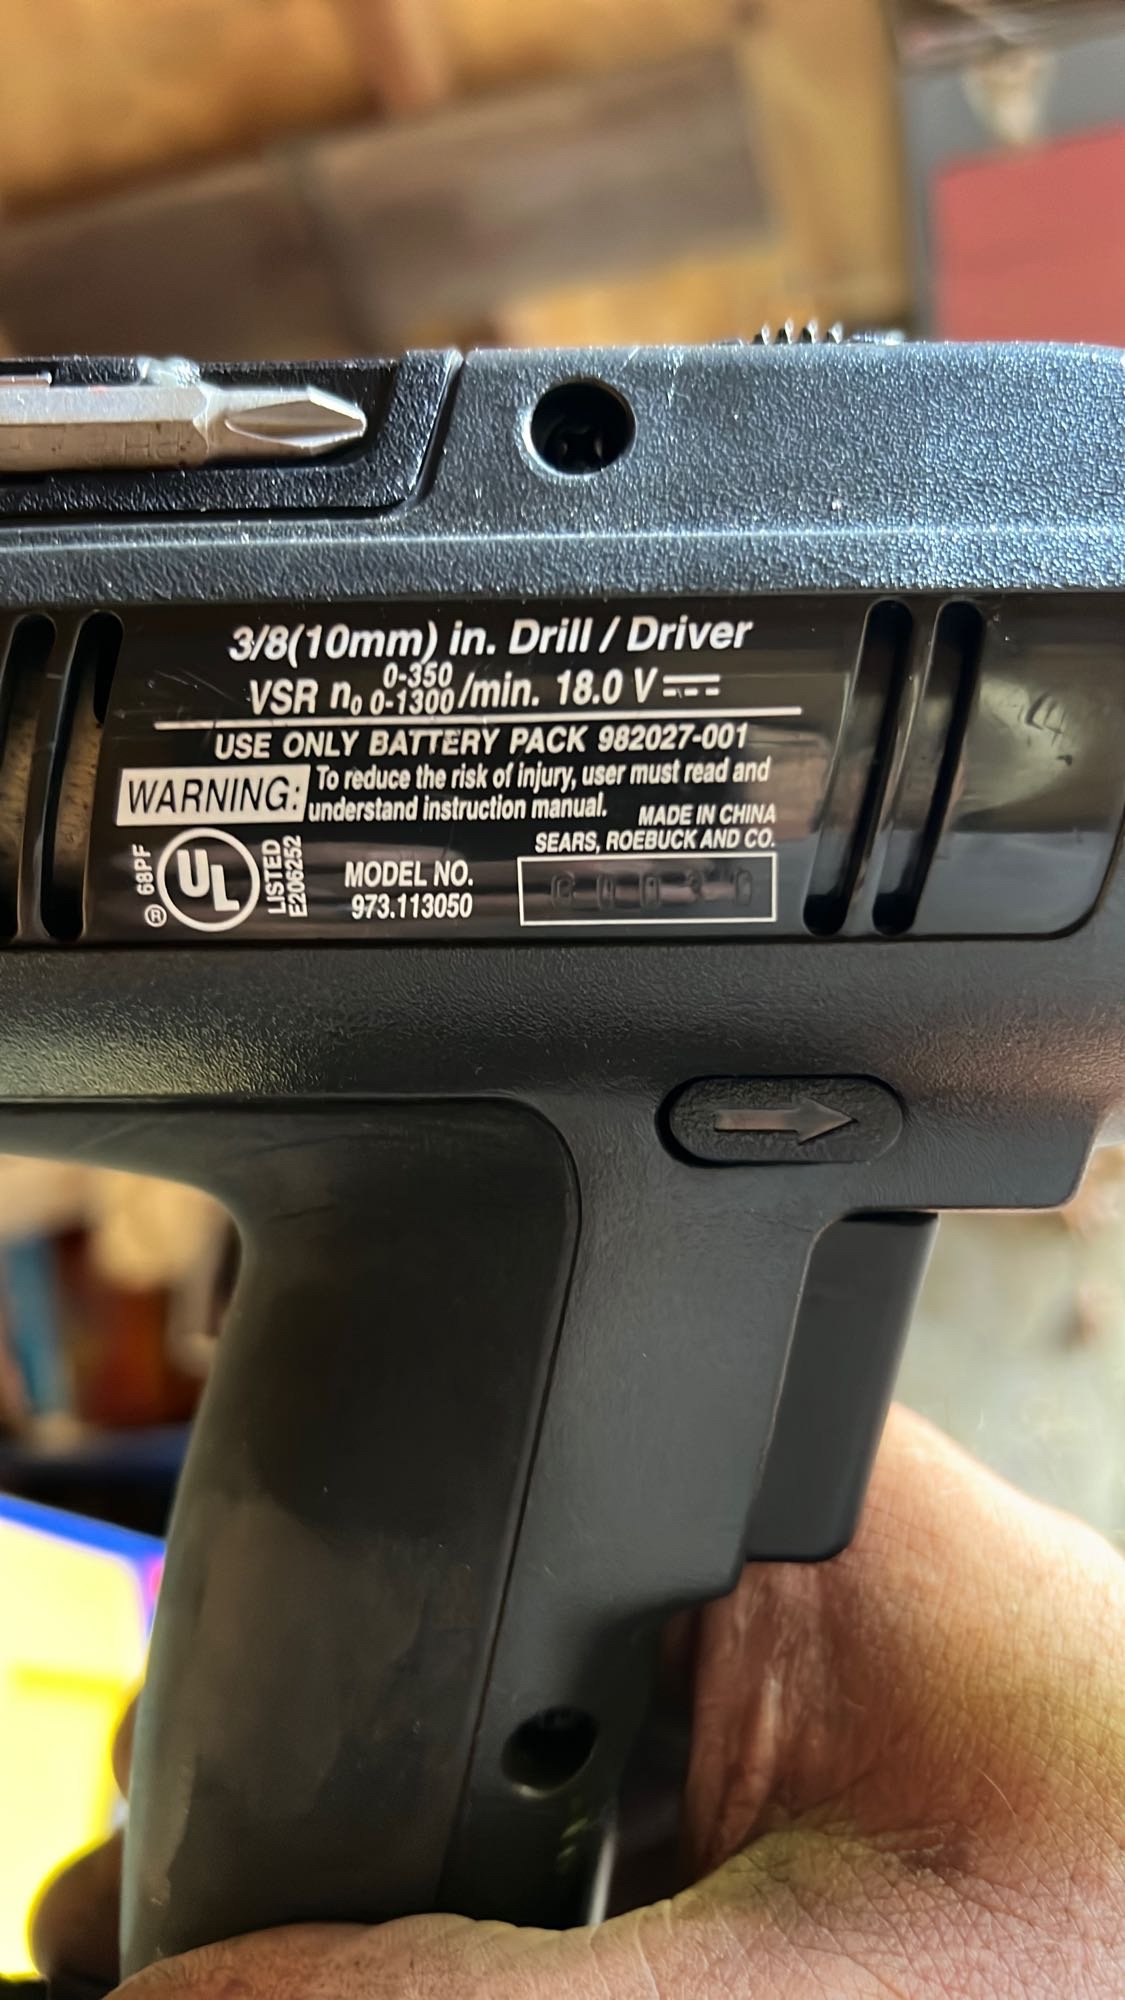 3/8(10mm) in. Drill / Driver
VSR n₀ 0-350 0-1300 /min. 18.0 V
USE ONLY BATTERY PACK 982027-001
WARNING: To reduce the risk of injury, user must read and
understand instruction manual.
MADE IN CHINA
SEARS, ROEBUCK AND CO.
68PF
®
UL
LISTED
E206252
MODEL NO.
973.113050